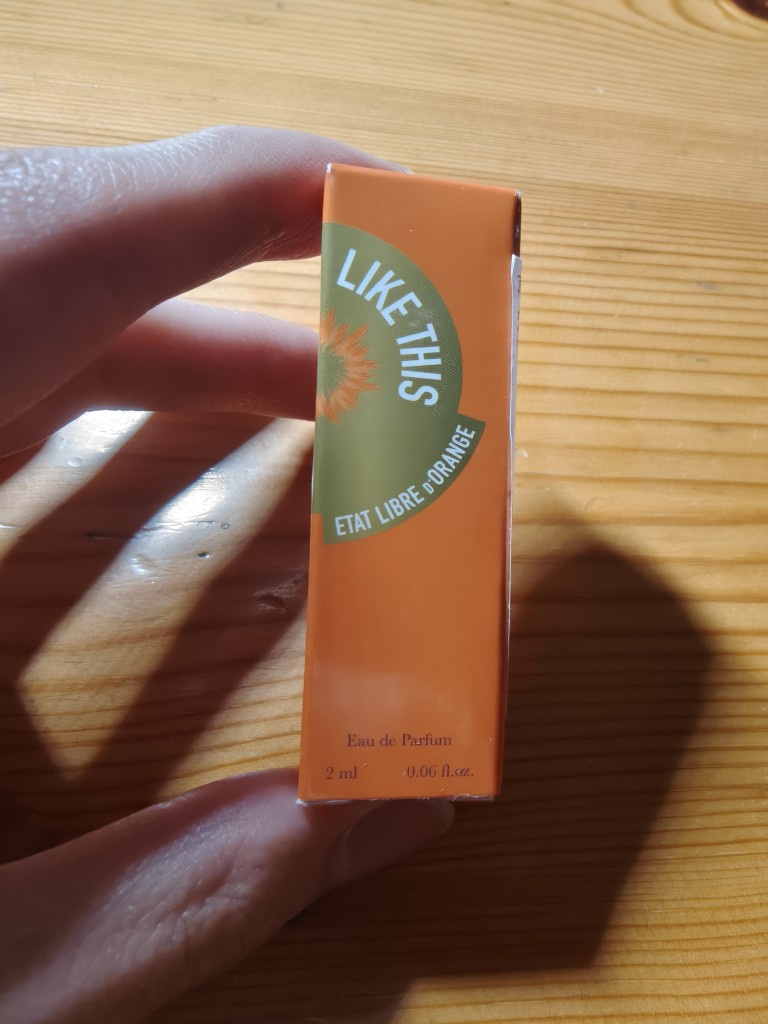 LIKE THIS
ETAT LIBRE D'ORANGE
Eau de Parfum
2 ml 0.06 fl.oz.